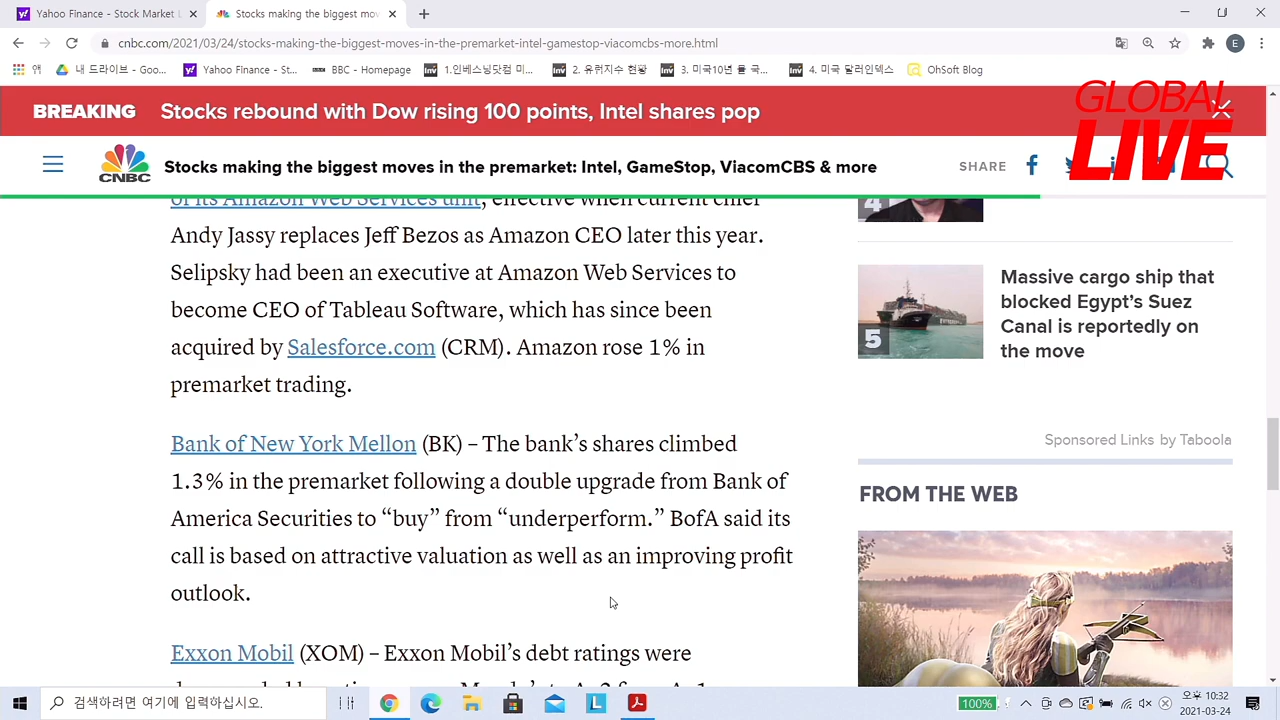 Yahoo Finance - Stock Market L
Stocks making the biggest mov
cnbc.com/2021/03/24/stocks-making-the-biggest-moves-in-the-premarket-intel-gamestop-viacomcbs-more.html
E
앱
내 드라이브 - Goo...
Yahoo Finance - St...
BBC - Homepage
1.인베스닝닷컴 미...
2. 유뤕지수 현황
3. 미국10년 뮬 국...
4. 미국 달러인덱스
OhSoft Blog
BREAKING Stocks rebound with Dow rising 100 points, Intel shares pop
GLOBAL
LIVE
CNBC
Stocks making the biggest moves in the premarket: Intel, GameStop, ViacomCBS & more
SHARE
of its Amazon Web Services unit, effective when current chief
Andy Jassy replaces Jeff Bezos as Amazon CEO later this year.
Selipsky had been an executive at Amazon Web Services to
become CEO of Tableau Software, which has since been
acquired by Salesforce.com (CRM). Amazon rose 1% in
premarket trading.
Bank of New York Mellon (BK) – The bank’s shares climbed
1.3% in the premarket following a double upgrade from Bank of
America Securities to “buy” from “underperform.” BofA said its
call is based on attractive valuation as well as an improving profit
outlook.
Exxon Mobil (XOM) – Exxon Mobil’s debt ratings were
4
5
Massive cargo ship that
blocked Egypt’s Suez
Canal is reportedly on
the move
Sponsored Links by Taboola
FROM THE WEB
검색하려면 여기에 입력하십시오.
100%
오후 10:32
2021-03-24